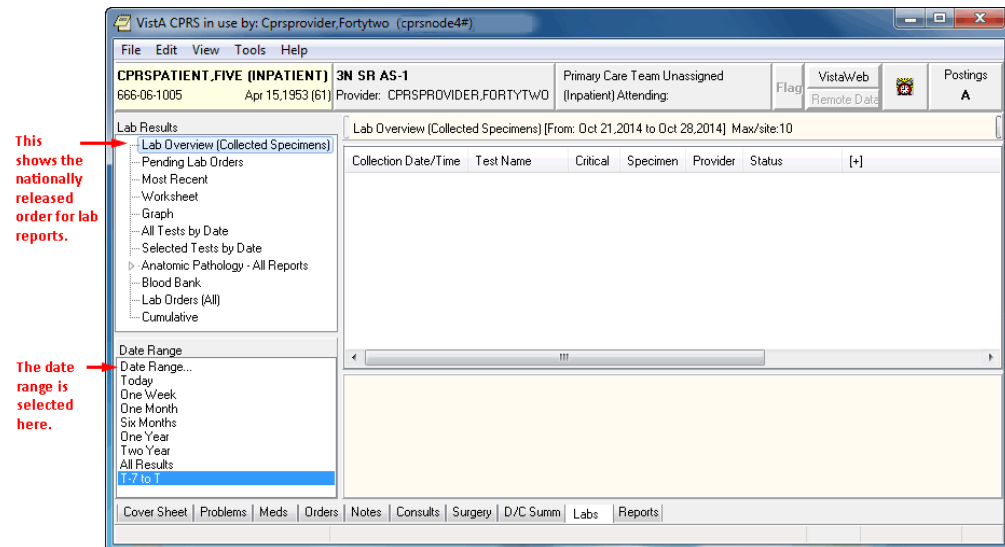 VistA CPRS in use by: Cprsprovider,Fortytwo (cprsnode4#)
File Edit View Tools Help
CPRSPATIENT,FIVE (INPATIENT) 3N SR AS-1 Primary Care Team Unassigned Flag VistaWeb Postings
666-06-1005 Apr 15,1953 (61) Provider: CPRSPROVIDER,FORTYTWO (Inpatient) Attending: Remote Data A
Lab Results
Lab Overview (Collected Specimens) [From: Oct 21,2014 to Oct 28,2014] Max/site:10
This
shows the
nationally
released
order for lab
reports.
Lab Overview (Collected Specimens)
Pending Lab Orders
Most Recent
Worksheet
Graph
All Tests by Date
Selected Tests by Date
Anatomic Pathology - All Reports
Blood Bank
Lab Orders (All)
Cumulative
Collection Date/Time Test Name Critical Specimen Provider Status [+]
Date Range
The date
range is
selected
here.
Date Range...
Today
One Week
One Month
Six Months
One Year
Two Year
All Results
T-7 to T
Cover Sheet Problems Meds Orders Notes Consults Surgery D/C Summ Labs Reports